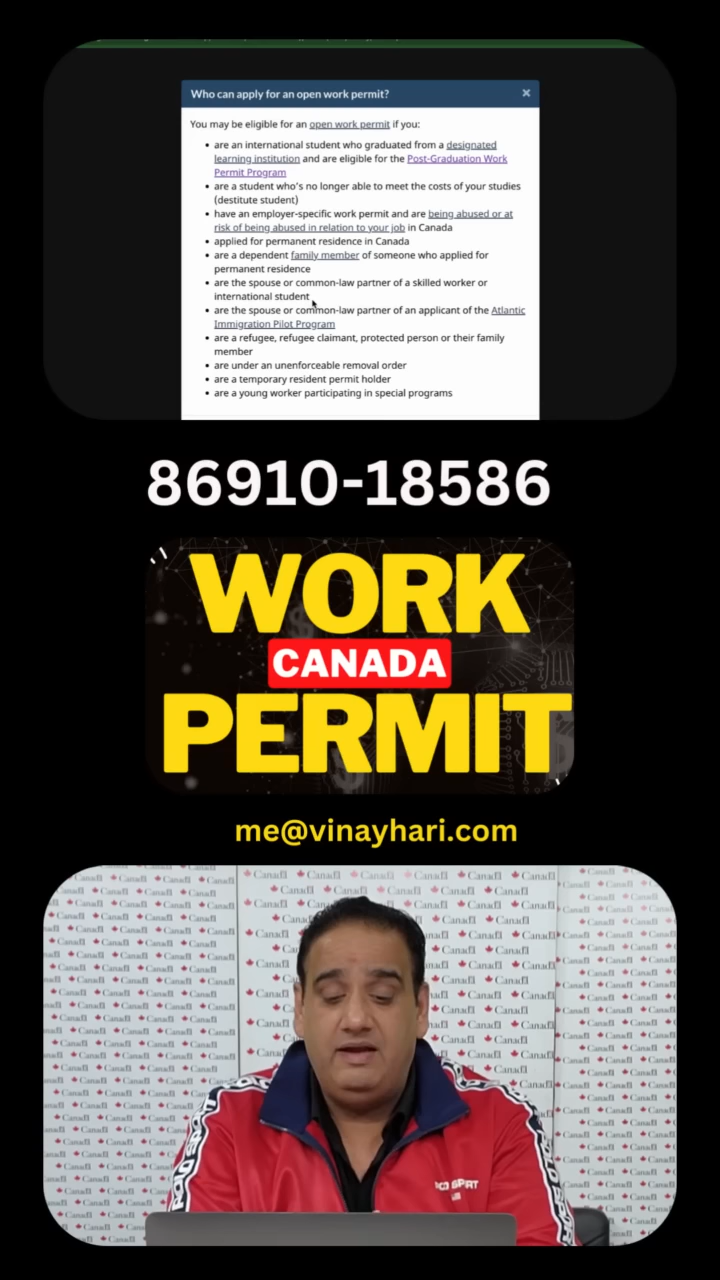 Who can apply for an open work permit?
×
You may be eligible for an open work permit if you:
• are an international student who graduated from a designated
learning institution and are eligible for the Post-Graduation Work
Permit Program
• are a student who's no longer able to meet the costs of your studies
(destitute student)
• have an employer-specific work permit and are being abused or at
risk of being abused in relation to your job in Canada
• applied for permanent residence in Canada
• are a dependent family member of someone who applied for
permanent residence
• are the spouse or common-law partner of a skilled worker or
international student
• are the spouse or common-law partner of an applicant of the Atlantic
Immigration Pilot Program
• are a refugee, refugee claimant, protected person or their family
member
• are under an unenforceable removal order
• are a temporary resident permit holder
• are a young worker participating in special programs
86910-18586
WORK
CANADA
PERMIT
me@vinayhari.com
Canada